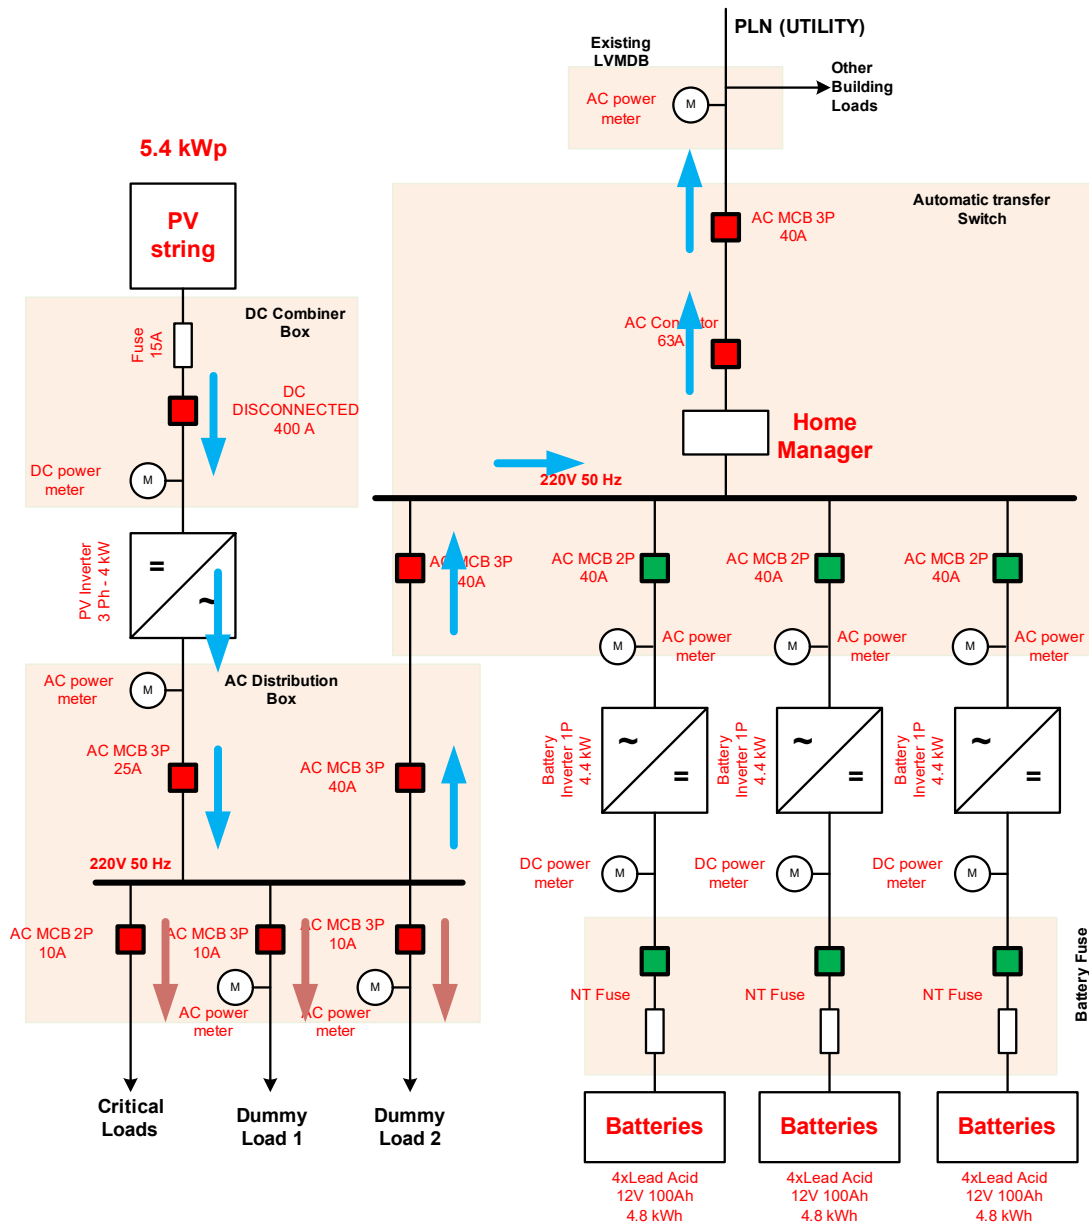 PLN (UTILITY)
Existing
LVMDB
Other
Building
Loads
AC power
meter
M
5.4 kWp
PV
string
Automatic transfer
Switch
AC MCB 3P
40A
DC Combiner
Box
Fuse
15A
AC Contactor
63A
DC
DISCONNECTED
400 A
Home
Manager
DC power
meter
M
220V 50 Hz
PV Inverter
3 Ph - 4 kW
=
~
AC MCB 3P
40A
AC MCB 2P
40A
AC MCB 2P
40A
AC MCB 2P
40A
M
AC power
meter
M
AC power
meter
M
AC power
meter
AC Distribution
Box
AC power
meter
M
AC MCB 3P
25A
AC MCB 3P
40A
Battery
Inverter 1P
4.4 kW
~
=
Battery
Inverter 1P
4.4 kW
~
=
Battery
Inverter 1P
4.4 kW
~
=
220V 50 Hz
DC power
meter
M
DC power
meter
M
DC power
meter
M
AC MCB 2P
10A
AC MCB 3P
10A
AC MCB 3P
10A
M
AC power
meter
M
AC power
meter
Battery Fuse
NT Fuse
NT Fuse
NT Fuse
Critical
Loads
Dummy
Load 1
Dummy
Load 2
Batteries
Batteries
Batteries
4xLead Acid
12V 100Ah
4.8 kWh
4xLead Acid
12V 100Ah
4.8 kWh
4xLead Acid
12V 100Ah
4.8 kWh